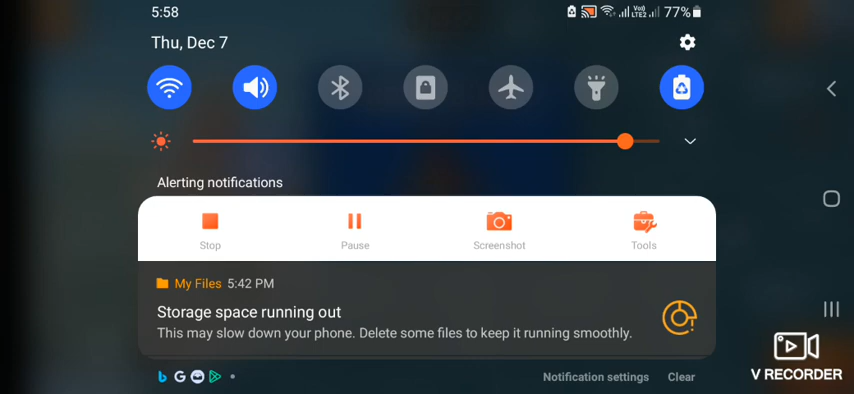 5:58
Vo)) LTE2 77%
Thu, Dec 7
Alerting notifications
Stop Pause Screenshot Tools
My Files 5:42 PM
Storage space running out
This may slow down your phone. Delete some files to keep it running smoothly.
Notification settings Clear
V RECORDER